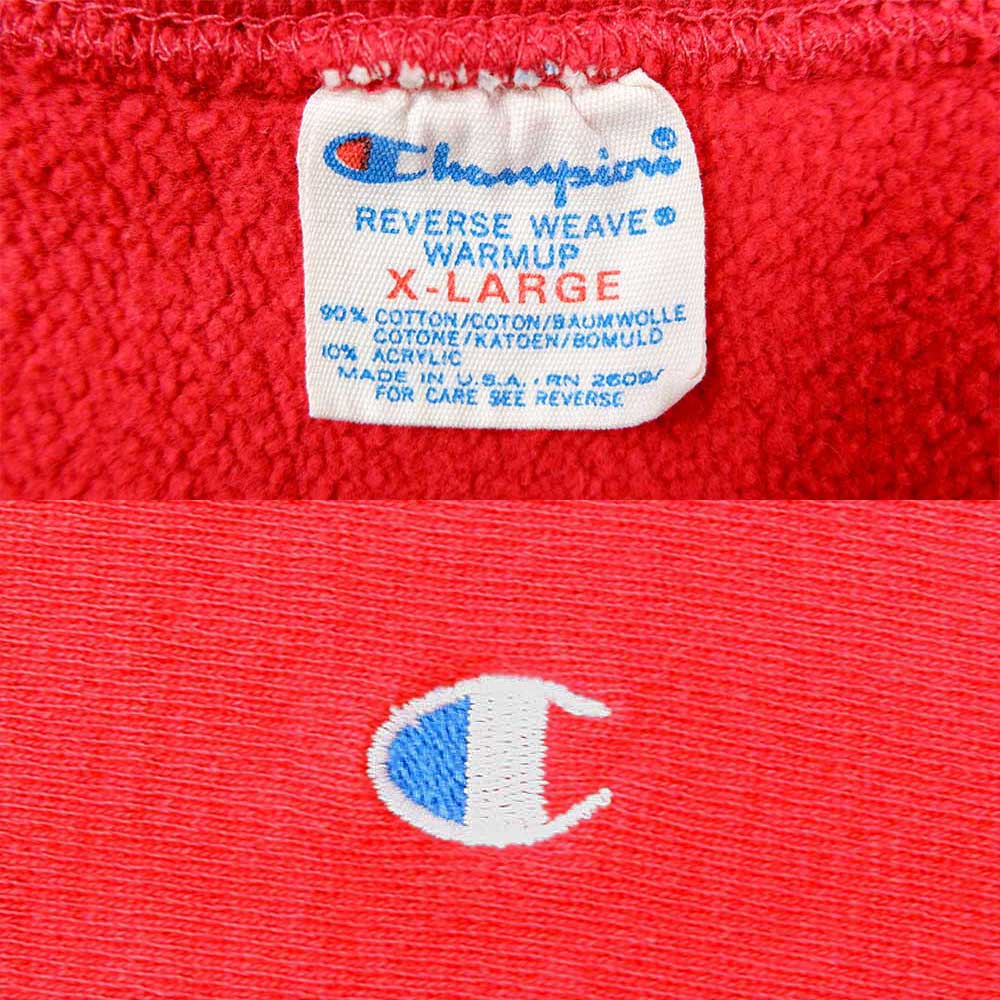 Champion®
REVERSE WEAVE®
WARMUP
X-LARGE
90% COTTON/COTON/BAUMWOLLE
COTONE/KATOEN/BOMULD
10% ACRYLIC
MADE IN U.S.A. · RN 26094
FOR CARE SEE REVERSE
C